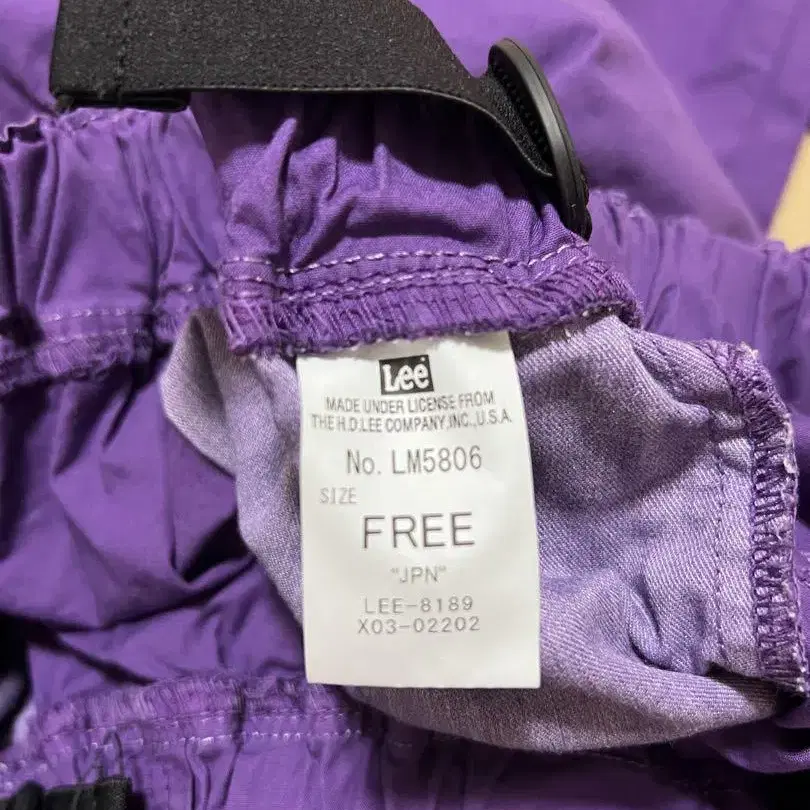 Lee
MADE UNDER LICENSE FROM
THE H.D.LEE COMPANY,INC.,U.S.A.
No. LM5806
SIZE
FREE
"JPN"
LEE-8189
X03-02202